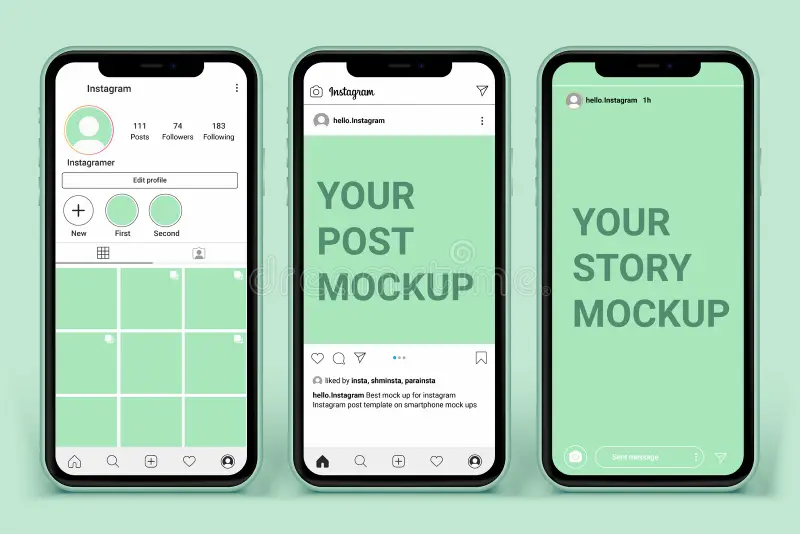 Instagram
111 74 183
Posts Followers Following
Instagramer
Edit profile
New First Second
Instagram
hello.Instagram
YOUR
POST
MOCKUP
liked by insta, shminsta, parainsta
hello.Instagram Best mock up for instagram
Instagram post template on smartphone mock ups
hello.Instagram 1h
YOUR
STORY
MOCKUP
Sent message
dreamstime